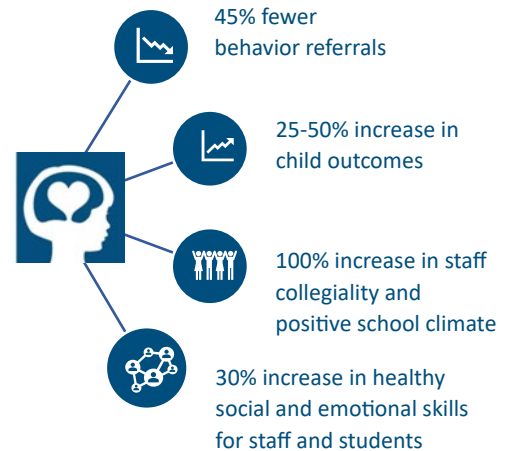 45% fewer
behavior referrals
25-50% increase in
child outcomes
100% increase in staff
collegiality and
positive school climate
30% increase in healthy
social and emotional skills
for staff and students